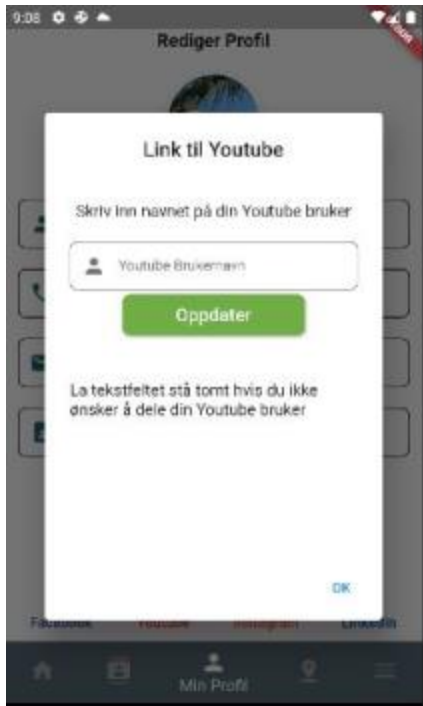 9:08
Rediger Profil
Link til Youtube
Skriv inn navnet på din Youtube bruker
Youtube Brukernavn
Oppdater
La tekstfeltet stå tomt hvis du ikke
ønsker å dele din Youtube bruker
OK
Facebook Youtube Instagram Linkedin
Min Profil